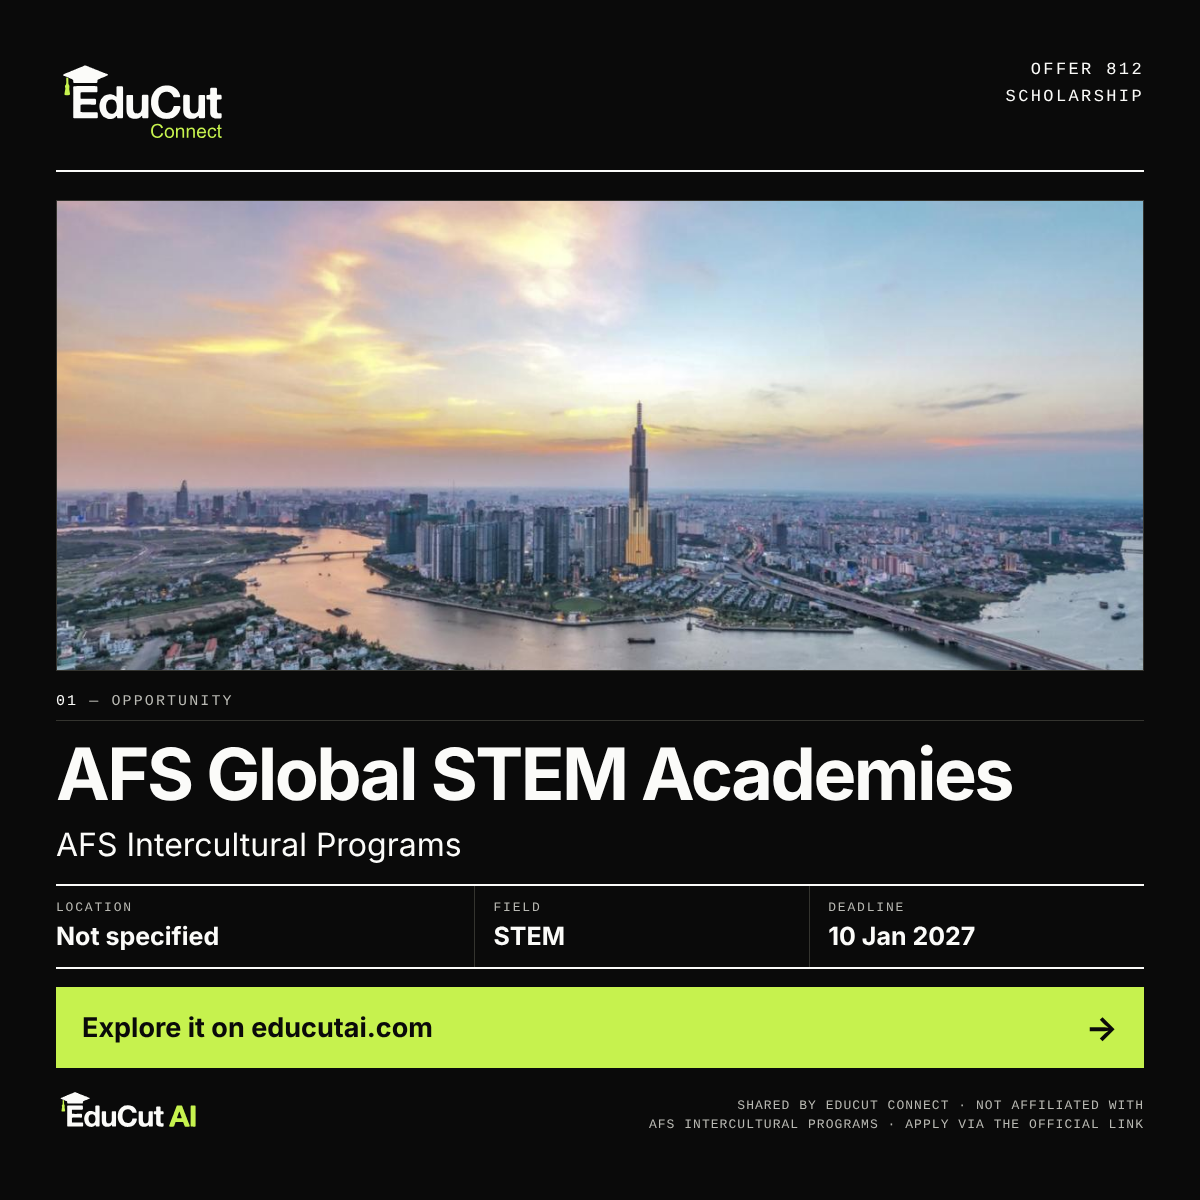 EduCut
Connect
OFFER 812
SCHOLARSHIP
01 — OPPORTUNITY
AFS Global STEM Academies
AFS Intercultural Programs
LOCATION
Not specified
FIELD
STEM
DEADLINE
10 Jan 2027
Explore it on educutai.com →
EduCut AI
SHARED BY EDUCUT CONNECT · NOT AFFILIATED WITH
AFS INTERCULTURAL PROGRAMS · APPLY VIA THE OFFICIAL LINK